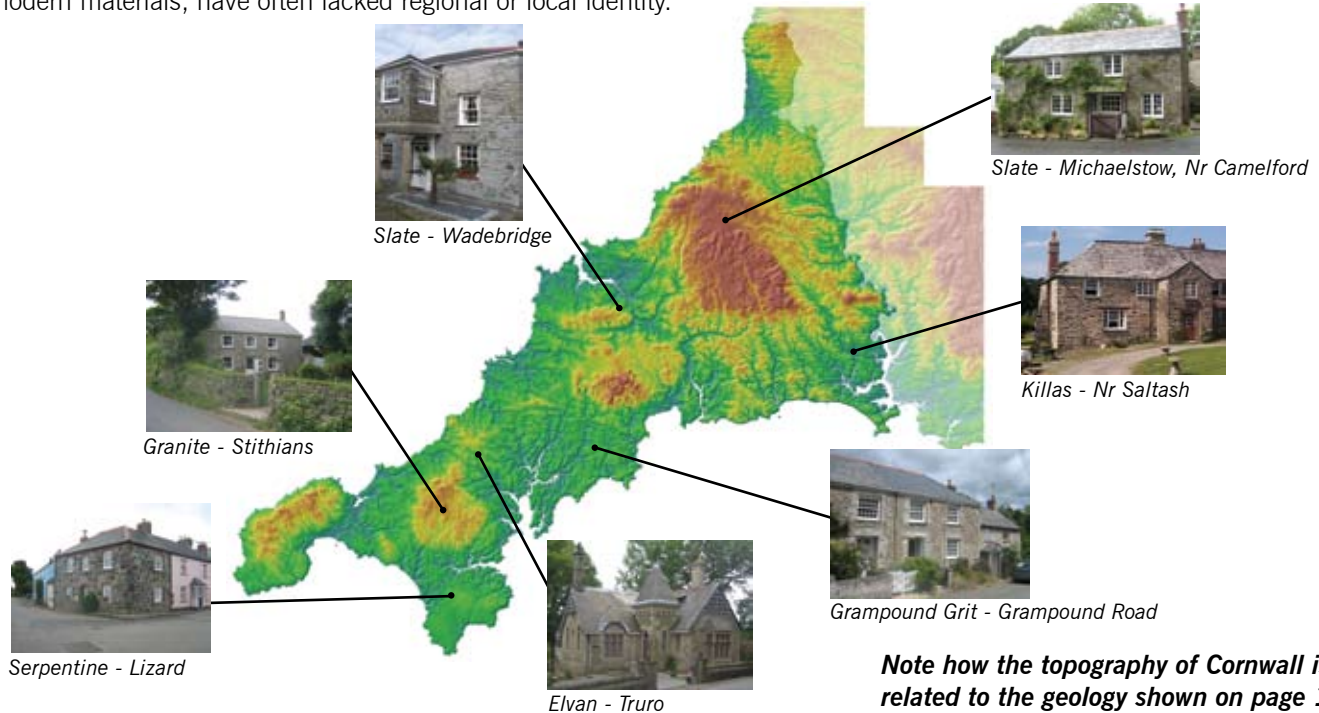 modern materials, have often lacked regional or local identity.
Slate - Michaelstow, Nr Camelford
Slate - Wadebridge
Killas - Nr Saltash
Granite - Stithians
Grampound Grit - Grampound Road
Serpentine - Lizard
Elvan - Truro
Note how the topography of Cornwall i
related to the geology shown on page